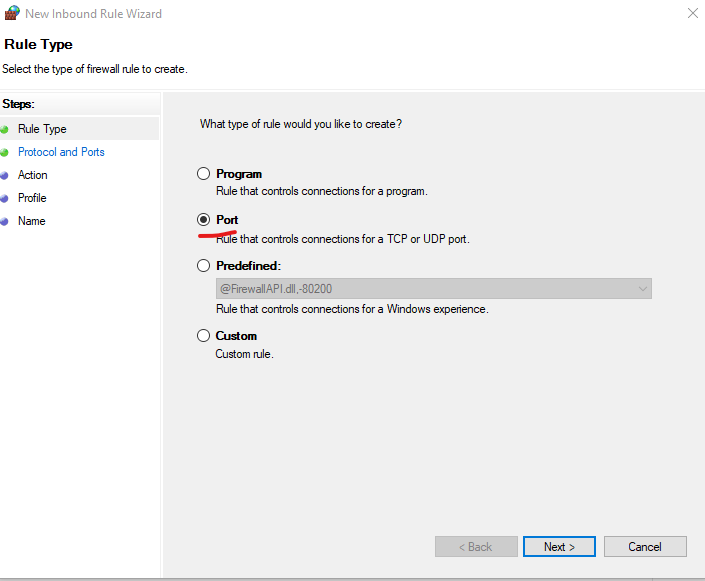 New Inbound Rule Wizard
Rule Type
Select the type of firewall rule to create.
Steps:
Rule Type
Protocol and Ports
Action
Profile
Name
What type of rule would you like to create?
Program
Rule that controls connections for a program.
Port
Rule that controls connections for a TCP or UDP port.
Predefined:
@FirewallAPI.dll,-80200
Rule that controls connections for a Windows experience.
Custom
Custom rule.
< Back
Next >
Cancel